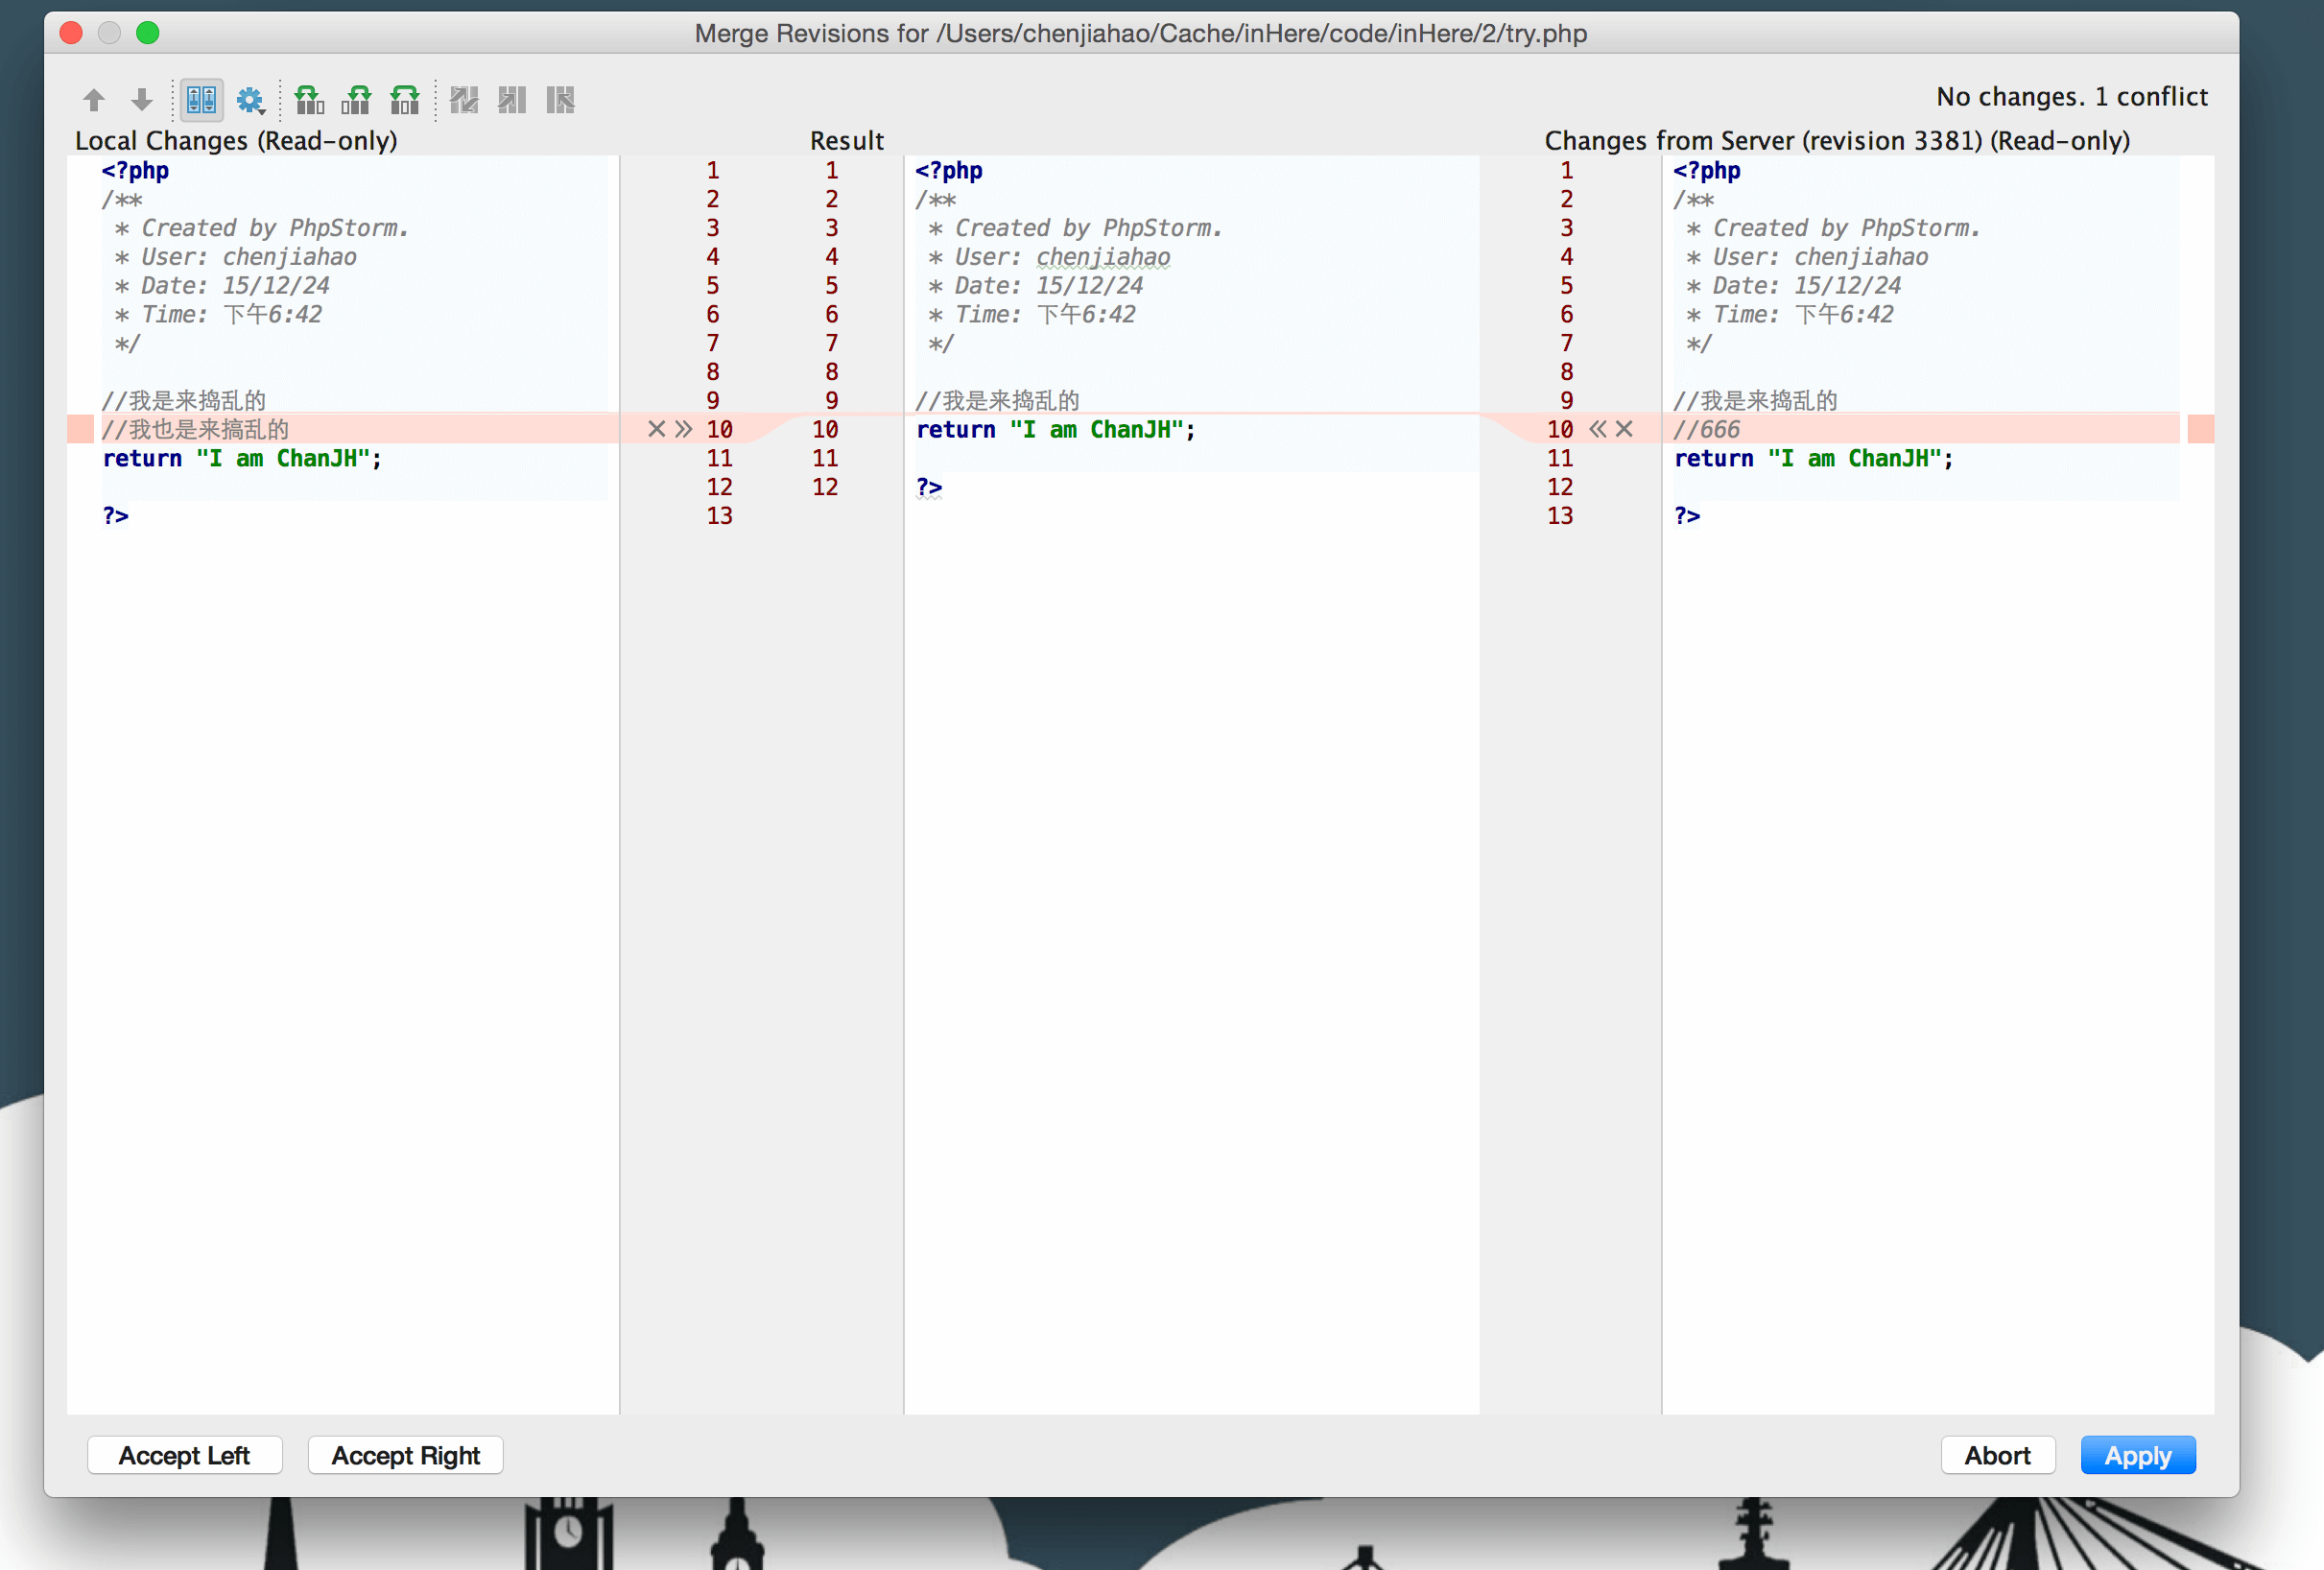 Merge Revisions for /Users/chenjiahao/Cache/inHere/code/inHere/2/try.php
No changes. 1 conflict
Local Changes (Read-only)
Result
Changes from Server (revision 3381) (Read-only)
<?php 1
/** 2
* Created by PhpStorm. 3
* User: chenjiahao 4
* Date: 15/12/24 5
* Time: 下午6:42 6
*/ 7
8
//我是来捣乱的 9
//我也是来搞乱的 10
return "I am ChanJH"; 11
12
?> 13
1 <?php
2 /**
3 * Created by PhpStorm.
4 * User: chenjiahao
5 * Date: 15/12/24
6 * Time: 下午6:42
7 */
8
9 //我是来捣乱的
10 return "I am ChanJH";
11
12 ?>
1 <?php
2 /**
3 * Created by PhpStorm.
4 * User: chenjiahao
5 * Date: 15/12/24
6 * Time: 下午6:42
7 */
8
9 //我是来捣乱的
10 //666
11 return "I am ChanJH";
12
13 ?>
Accept Left
Accept Right
Abort
Apply